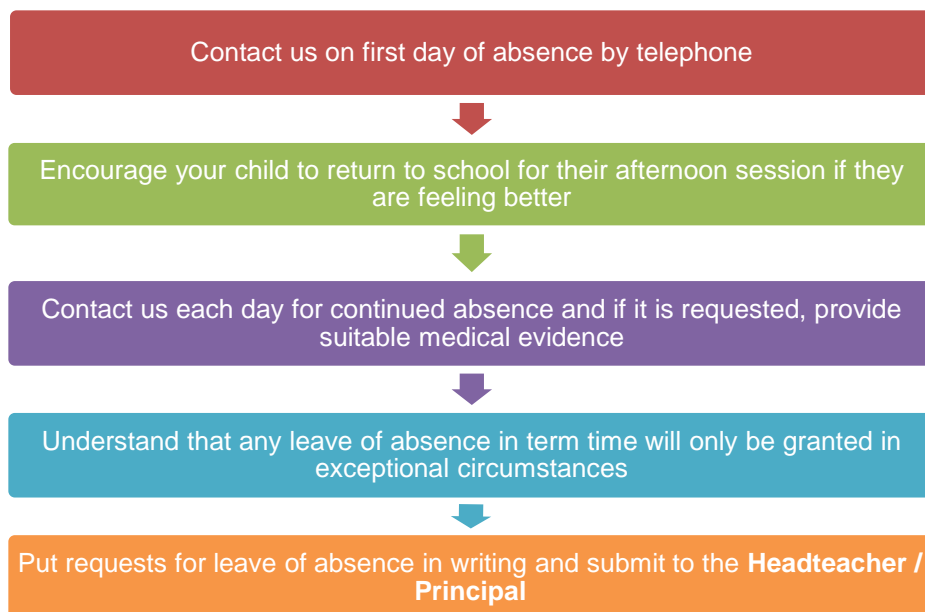 Contact us on first day of absence by telephone
Encourage your child to return to school for their afternoon session if they
are feeling better
Contact us each day for continued absence and if it is requested, provide
suitable medical evidence
Understand that any leave of absence in term time will only be granted in
exceptional circumstances
Put requests for leave of absence in writing and submit to the Headteacher /
Principal